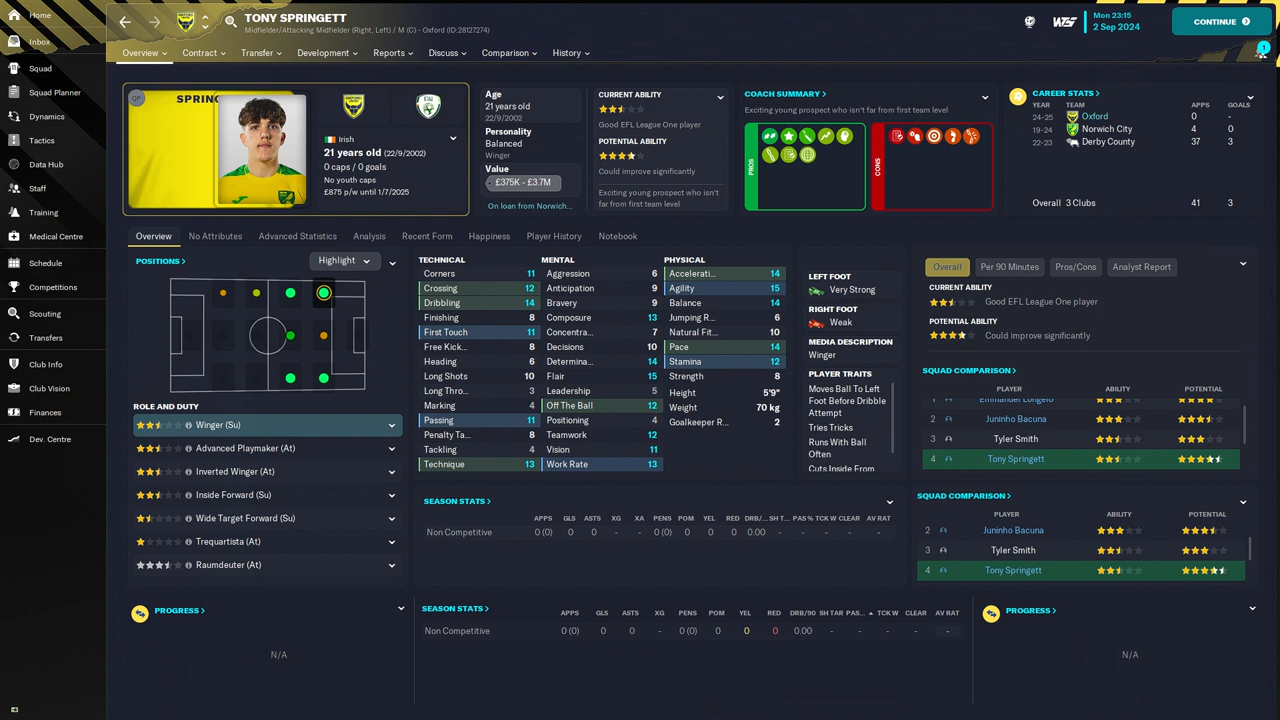 Home
Inbox
Squad
Squad Planner
Dynamics
Tactics
Data Hub
Staff
Training
Medical Centre
Schedule
Competitions
Scouting
Transfers
Club Info
Club Vision
Finances
Dev. Centre
TONY SPRINGETT
Midfielder/Attacking Midfielder (Right, Left) / M (C) - Oxford (ID:28127274)
Mon 23:15
2 Sep 2024
CONTINUE
1
Overview Contract Transfer Development Reports Discuss Comparison History
SPRING
Irish
21 years old (22/9/2002)
0 caps / 0 goals
No youth caps
£875 p/w until 1/7/2025
Age
21 years old
22/9/2002
Personality
Balanced
Winger
Value
£375K - £3.7M
On loan from Norwich...
CURRENT ABILITY
Good EFL League One player
POTENTIAL ABILITY
Could improve significantly
Exciting young prospect who isn't
far from first team level
COACH SUMMARY >
Exciting young prospect who isn't far from first team level
PROS
CONS
CAREER STATS >
YEAR TEAM APPS GOALS
24-25 Oxford 0 -
19-24 Norwich City 4 0
22-23 Derby County 37 3
Overall 3 Clubs 41 3
Overview No Attributes Advanced Statistics Analysis Recent Form Happiness Player History Notebook
POSITIONS >
Highlight
ROLE AND DUTY
Winger (Su)
Advanced Playmaker (At)
Inverted Winger (At)
Inside Forward (Su)
Wide Target Forward (Su)
Trequartista (At)
Raumdeuter (At)
TECHNICAL
Corners 11
Crossing 12
Dribbling 14
Finishing 8
First Touch 11
Free Kick... 8
Heading 6
Long Shots 10
Long Thro... 3
Marking 4
Passing 11
Penalty Ta... 8
Tackling 4
Technique 13
MENTAL
Aggression 6
Anticipation 9
Bravery 9
Composure 13
Concentra... 7
Decisions 10
Determina... 14
Flair 15
Leadership 5
Off The Ball 12
Positioning 4
Teamwork 12
Vision 11
Work Rate 13
PHYSICAL
Accelerati... 14
Agility 15
Balance 14
Jumping R... 6
Natural Fit... 10
Pace 14
Stamina 12
Strength 8
Height 5'9"
Weight 70 kg
Goalkeeper R... 2
LEFT FOOT
Very Strong
RIGHT FOOT
Weak
MEDIA DESCRIPTION
Winger
PLAYER TRAITS
Moves Ball To Left
Foot Before Dribble
Attempt
Tries Tricks
Runs With Ball
Often
Cuts Inside From
Overall Per 90 Minutes Pros/Cons Analyst Report
CURRENT ABILITY
Good EFL League One player
POTENTIAL ABILITY
Could improve significantly
SQUAD COMPARISON >
PLAYER ABILITY POTENTIAL
1 Emmanuel Longelo
2 Juninho Bacuna
3 Tyler Smith
4 Tony Springett
SEASON STATS >
APPS GLS ASTS XG XA PENS POM YEL RED DRB/... SH T... PAS % TCK W CLEAR AV RAT
Non Competitive 0 (0) 0 0 - - 0 (0) 0 0 0 0.00 - - - - -
SQUAD COMPARISON >
PLAYER ABILITY POTENTIAL
2 Juninho Bacuna
3 Tyler Smith
4 Tony Springett
PROGRESS >
N/A
SEASON STATS >
APPS GLS ASTS XG PENS POM YEL RED DRB/90 SH TAR PAS... TCK W CLEAR AV RAT
Non Competitive 0 (0) 0 0 - 0 (0) 0 0 0 0.00 - - - - -
PROGRESS >
N/A